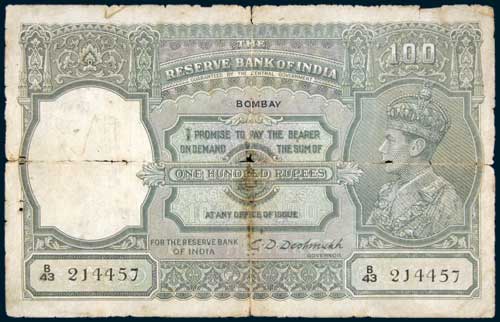 THE
RESERVE BANK OF INDIA
100
GUARANTEED BY THE CENTRAL GOVERNMENT
BOMBAY
I PROMISE TO PAY THE BEARER
ON DEMAND THE SUM OF
ONE HUNDRED RUPEES
AT ANY OFFICE OF ISSUE
FOR THE RESERVE BANK
OF INDIA
C. D. Deshmukh
GOVERNOR.
B/43 214457
B/43 214457